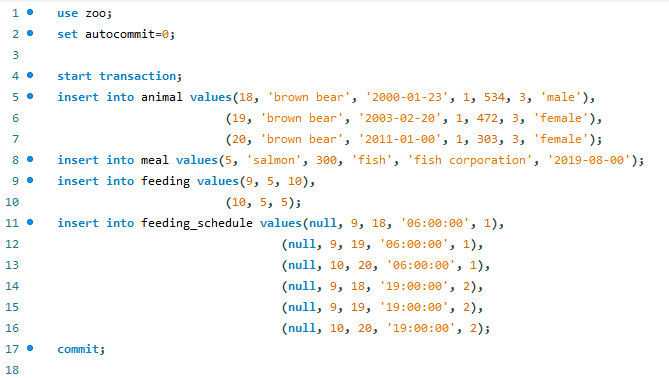 1 use zoo;
2 set autocommit=0;
3
4 start transaction;
5 insert into animal values(18, 'brown bear', '2000-01-23', 1, 534, 3, 'male'),
6 (19, 'brown bear', '2003-02-20', 1, 472, 3, 'female'),
7 (20, 'brown bear', '2011-01-00', 1, 303, 3, 'female');
8 insert into meal values(5, 'salmon', 300, 'fish', 'fish corporation', '2019-08-00');
9 insert into feeding values(9, 5, 10),
10 (10, 5, 5);
11 insert into feeding_schedule values(null, 9, 18, '06:00:00', 1),
12 (null, 9, 19, '06:00:00', 1),
13 (null, 10, 20, '06:00:00', 1),
14 (null, 9, 18, '19:00:00', 2),
15 (null, 9, 19, '19:00:00', 2),
16 (null, 10, 20, '19:00:00', 2);
17 commit;
18